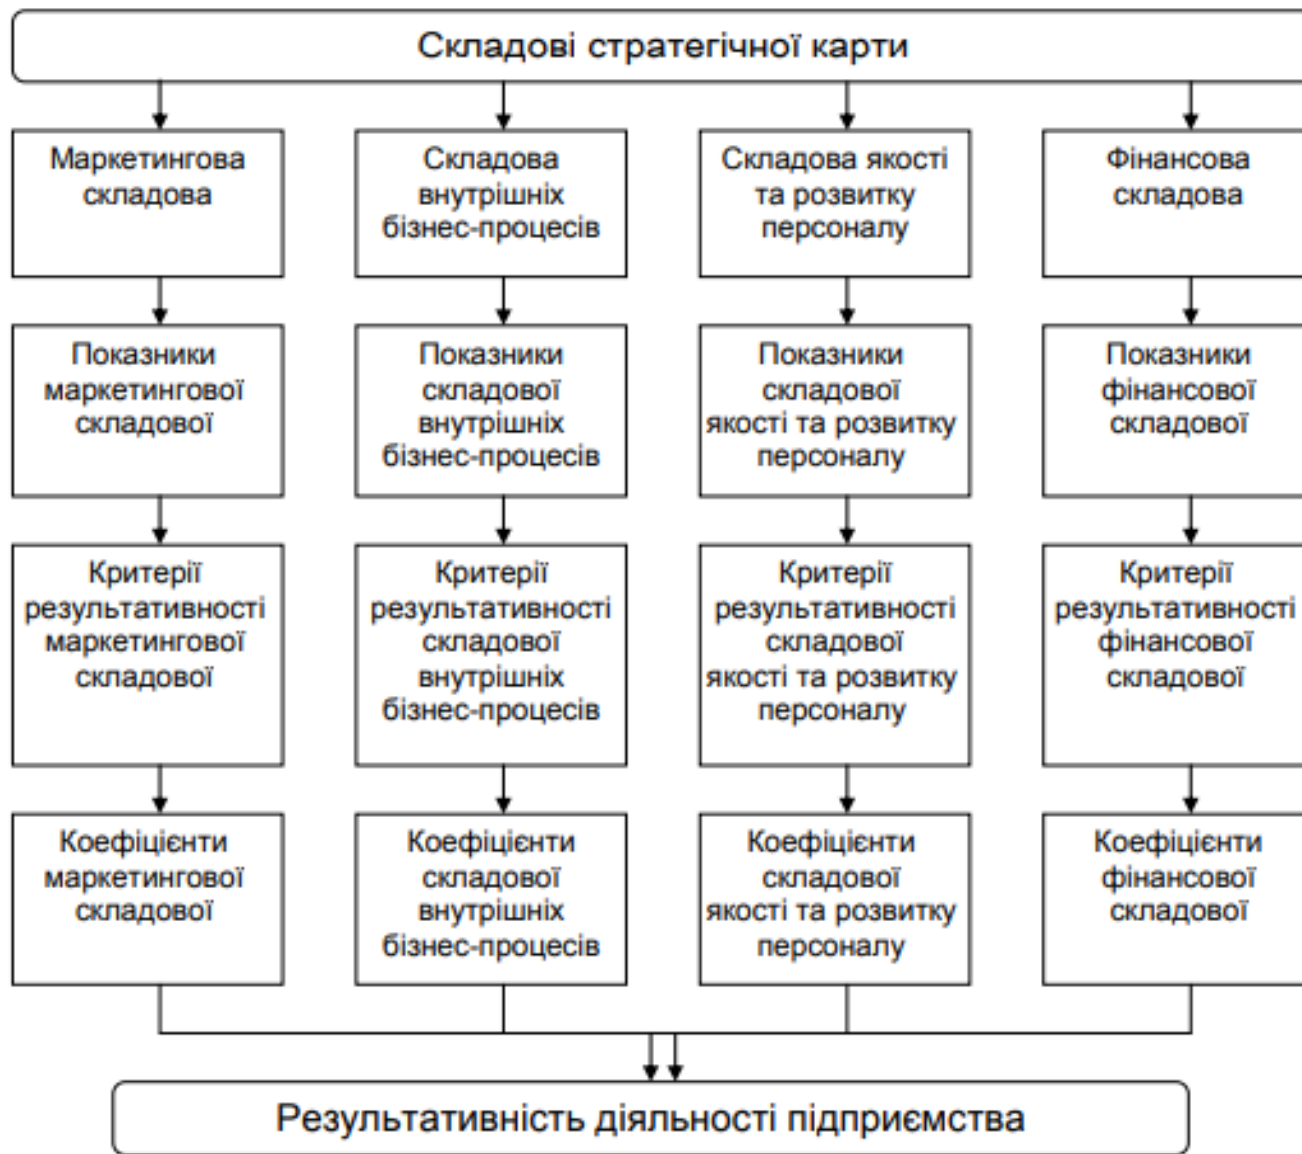 Складові стратегічної карти
Маркетингова
складова
Складова
внутрішніх
бізнес-процесів
Складова якості
та розвитку
персоналу
Фінансова
складова
Показники
маркетингової
складової
Показники
складової
внутрішніх
бізнес-процесів
Показники
складової
якості та розвитку
персоналу
Показники
фінансової
складової
Критерії
результативності
маркетингової
складової
Критерії
результативності
складової
внутрішніх
бізнес-процесів
Критерії
результативності
складової
якості та розвитку
персоналу
Критерії
результативності
фінансової
складової
Коефіцієнти
маркетингової
складової
Коефіцієнти
складової
внутрішніх
бізнес-процесів
Коефіцієнти
складової
якості та розвитку
персоналу
Коефіцієнти
фінансової
складової
Результативність діяльності підприємства